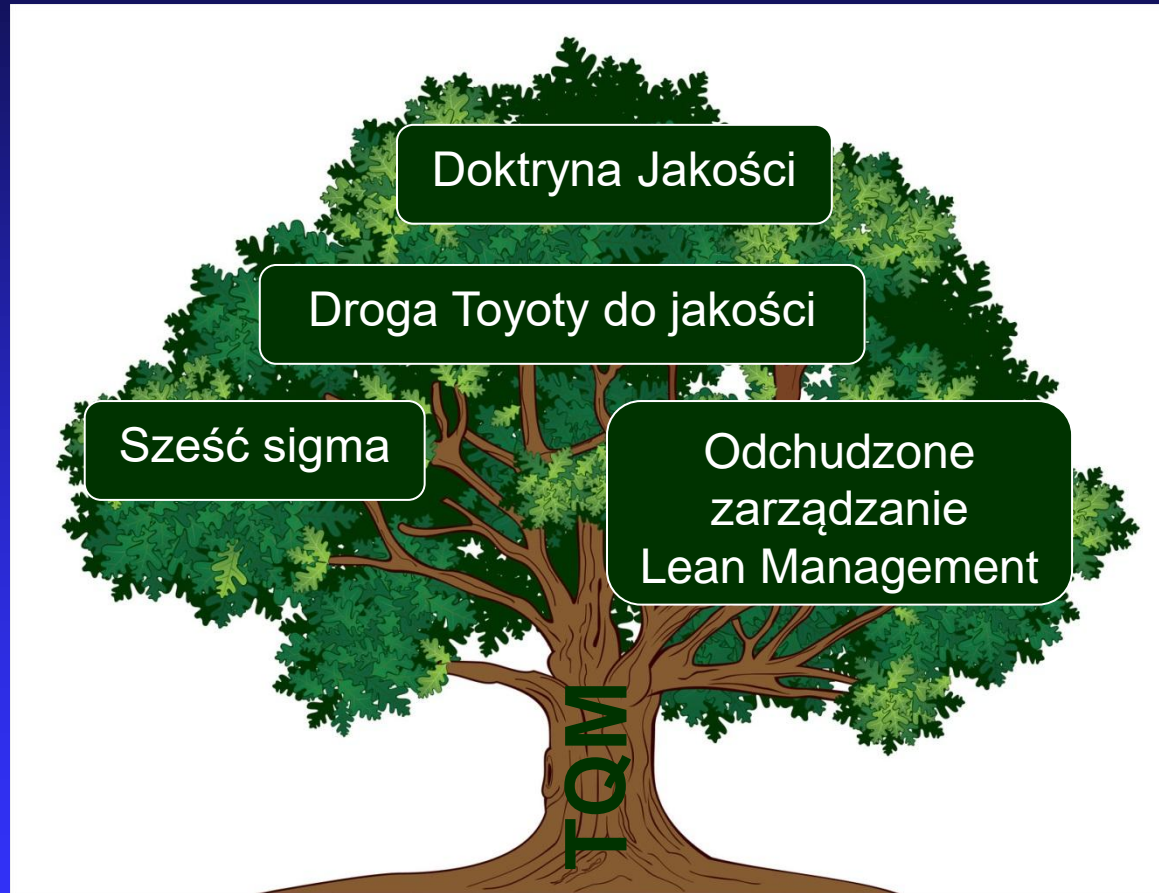 Doktryna Jakości
Droga Toyoty do jakości
Sześć sigma
Odchudzone
zarządzanie
Lean Management
TQM